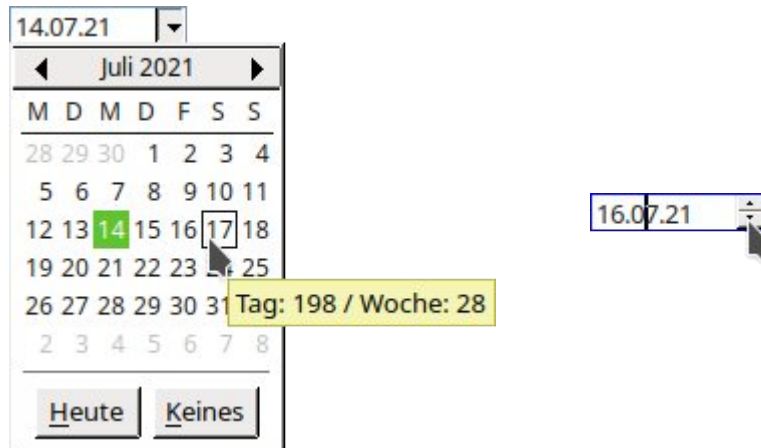 14.07.21
Juli 2021
M D M D F S S
28 29 30 1 2 3 4
5 6 7 8 9 10 11
12 13 14 15 16 17 18
16.07.21
19 20 21 22 23 24 25
26 27 28 29 30 31
Tag: 198 / Woche: 28
2 3 4 5 6 7 8
Heute Keines